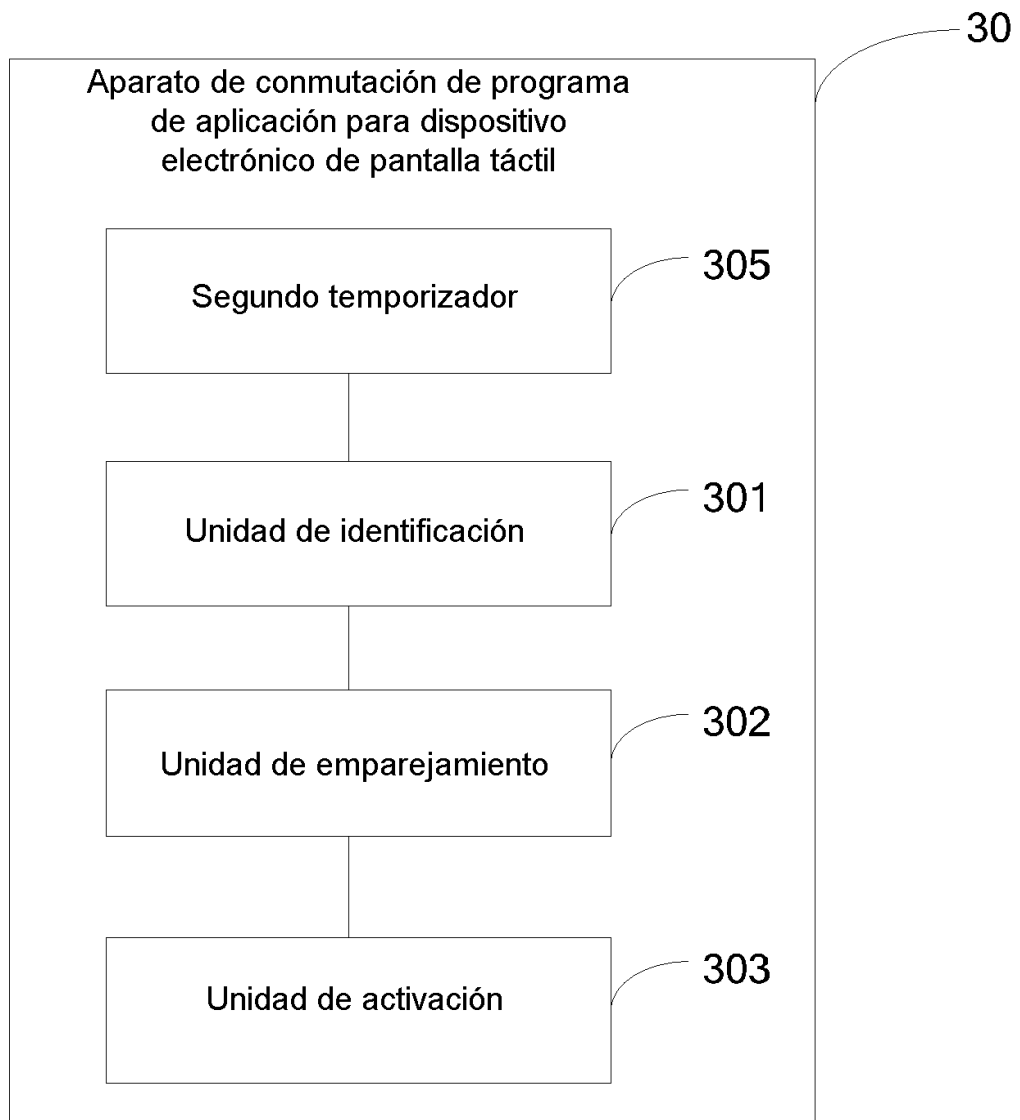 30
Aparato de conmutación de programa
de aplicación para dispositivo
electrónico de pantalla táctil
Segundo temporizador
305
Unidad de identificación
301
Unidad de emparejamiento
302
Unidad de activación
303